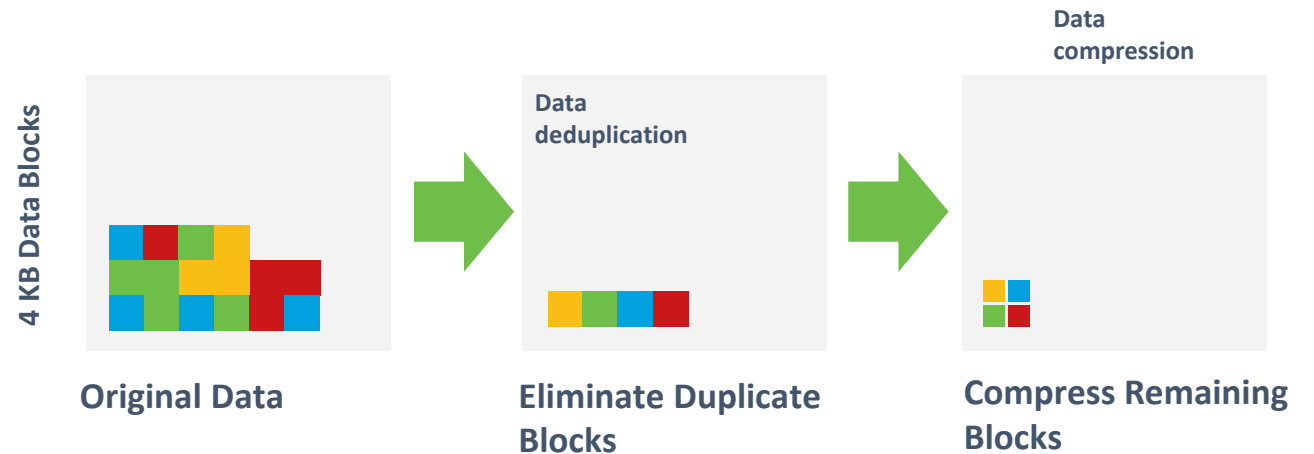 Data
compression
4 KB Data Blocks
Data
deduplication
Original Data
Eliminate Duplicate
Blocks
Compress Remaining
Blocks